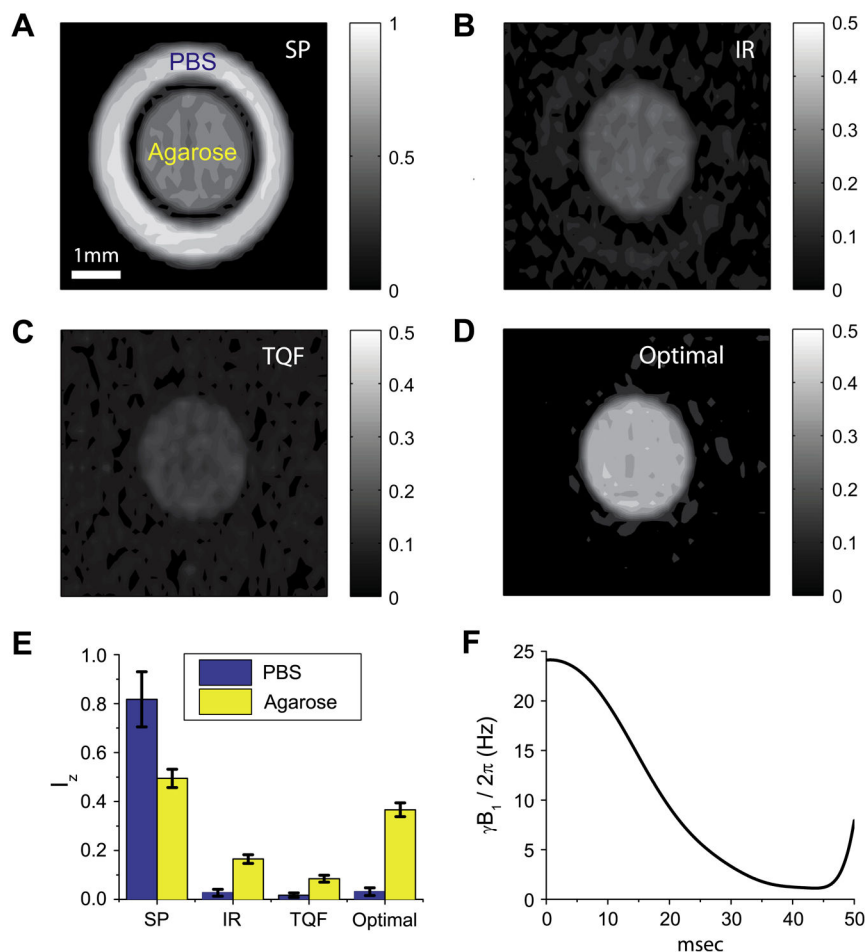 A
PBS
SP
Agarose
1mm
1
0.5
0
B
IR
0.5
0.4
0.3
0.2
0.1
0
C
TQF
0.5
0.4
0.3
0.2
0.1
0
D
Optimal
0.5
0.4
0.3
0.2
0.1
0
E
1.0
0.8
0.6
0.4
0.2
0.0
Iz
PBS
Agarose
SP IR TQF Optimal
F
25
20
15
10
5
0
γB1 / 2π (Hz)
0 10 20 30 40 50
msec